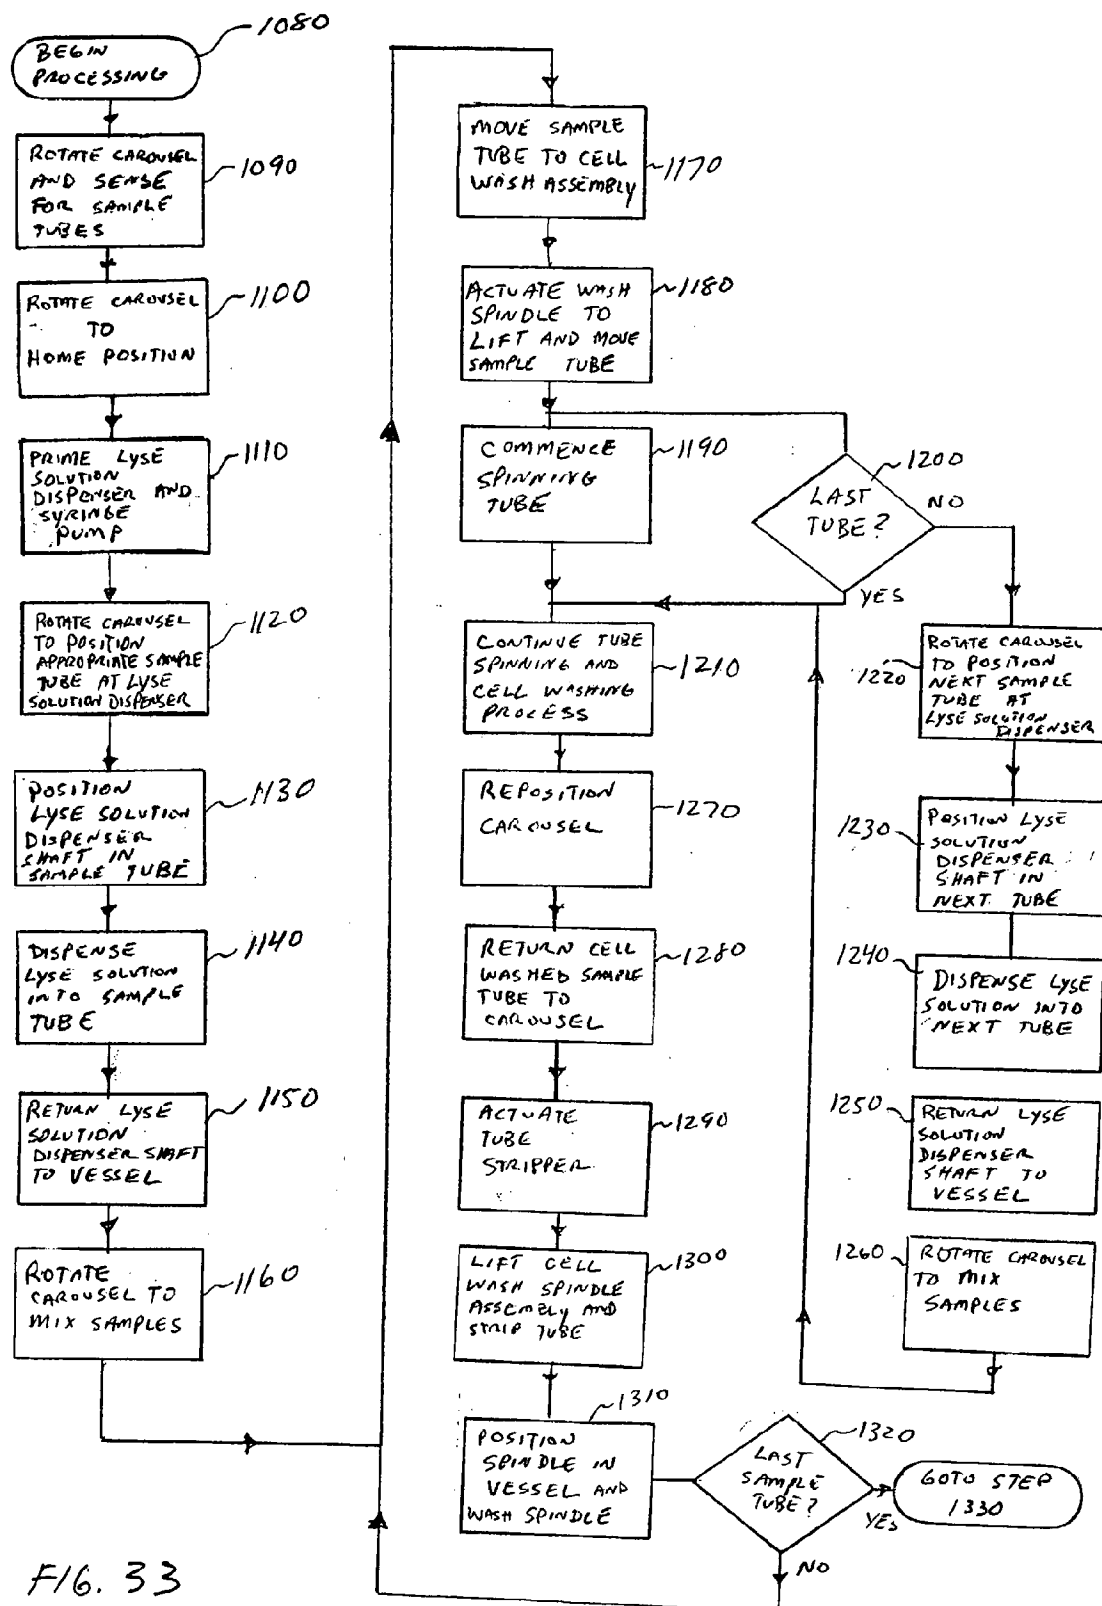 BEGIN
PROCESSING
1080
ROTATE CAROUSEL
AND SENSE
FOR SAMPLE
TUBES
1090
ROTATE CAROUSEL
TO
HOME POSITION
1100
PRIME LYSE
SOLUTION
DISPENSER AND
SYRINGE
PUMP
1110
ROTATE CAROUSEL
TO POSITION
APPROPRIATE SAMPLE
TUBE AT LYSE
SOLUTION DISPENSER
1120
POSITION
LYSE SOLUTION
DISPENSER
SHAFT IN
SAMPLE TUBE
1130
DISPENSE
LYSE SOLUTION
INTO SAMPLE
TUBE
1140
RETURN LYSE
SOLUTION
DISPENSER SHAFT
TO VESSEL
1150
ROTATE
CAROUSEL TO
MIX SAMPLES
1160
MOVE SAMPLE
TUBE TO CELL
WASH ASSEMBLY
1170
ACTUATE WASH
SPINDLE TO
LIFT AND MOVE
SAMPLE TUBE
1180
COMMENCE
SPINNING
TUBE
1190
LAST
TUBE?
1200
NO
YES
CONTINUE TUBE
SPINNING AND
CELL WASHING
PROCESS
1210
ROTATE CAROUSEL
TO POSITION
NEXT SAMPLE
TUBE AT
LYSE SOLUTION
DISPENSER
1220
POSITION LYSE
SOLUTION
DISPENSER
SHAFT IN
NEXT TUBE
1230
DISPENSE LYSE
SOLUTION INTO
NEXT TUBE
1240
RETURN LYSE
SOLUTION
DISPENSER
SHAFT TO
VESSEL
1250
ROTATE CAROUSEL
TO MIX
SAMPLES
1260
REPOSITION
CAROUSEL
1270
RETURN CELL
WASHED SAMPLE
TUBE TO
CAROUSEL
1280
ACTUATE
TUBE
STRIPPER
1290
LIFT CELL
WASH SPINDLE
ASSEMBLY AND
STRIP TUBE
1300
POSITION
SPINDLE IN
VESSEL AND
WASH SPINDLE
1310
LAST
SAMPLE
TUBE?
1320
YES
NO
GOTO STEP
1330
FIG. 33